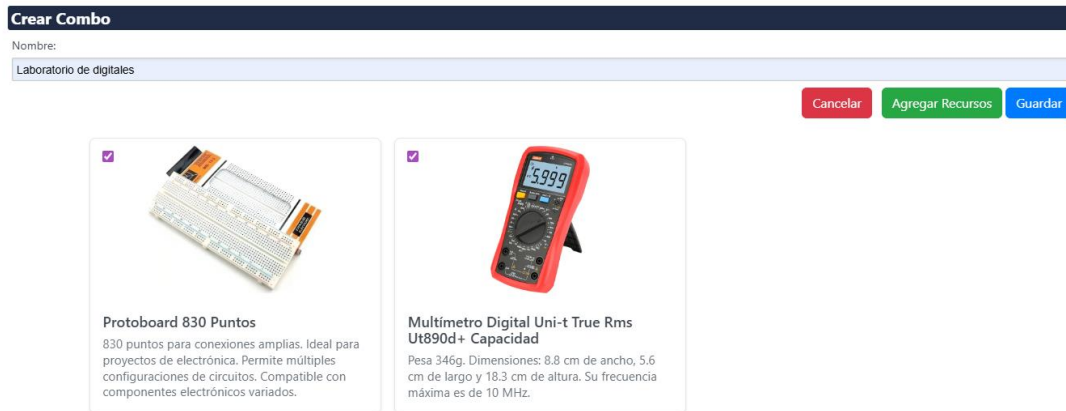 Crear Combo
Nombre:
Laboratorio de digitales
Cancelar
Agregar Recursos
Guardar
5.999
Protoboard 830 Puntos
830 puntos para conexiones amplias. Ideal para
proyectos de electrónica. Permite múltiples
configuraciones de circuitos. Compatible con
componentes electrónicos variados.
Multímetro Digital Uni-t True Rms
Ut890d+ Capacidad
Pesa 346g. Dimensiones: 8.8 cm de ancho, 5.6
cm de largo y 18.3 cm de altura. Su frecuencia
máxima es de 10 MHz.